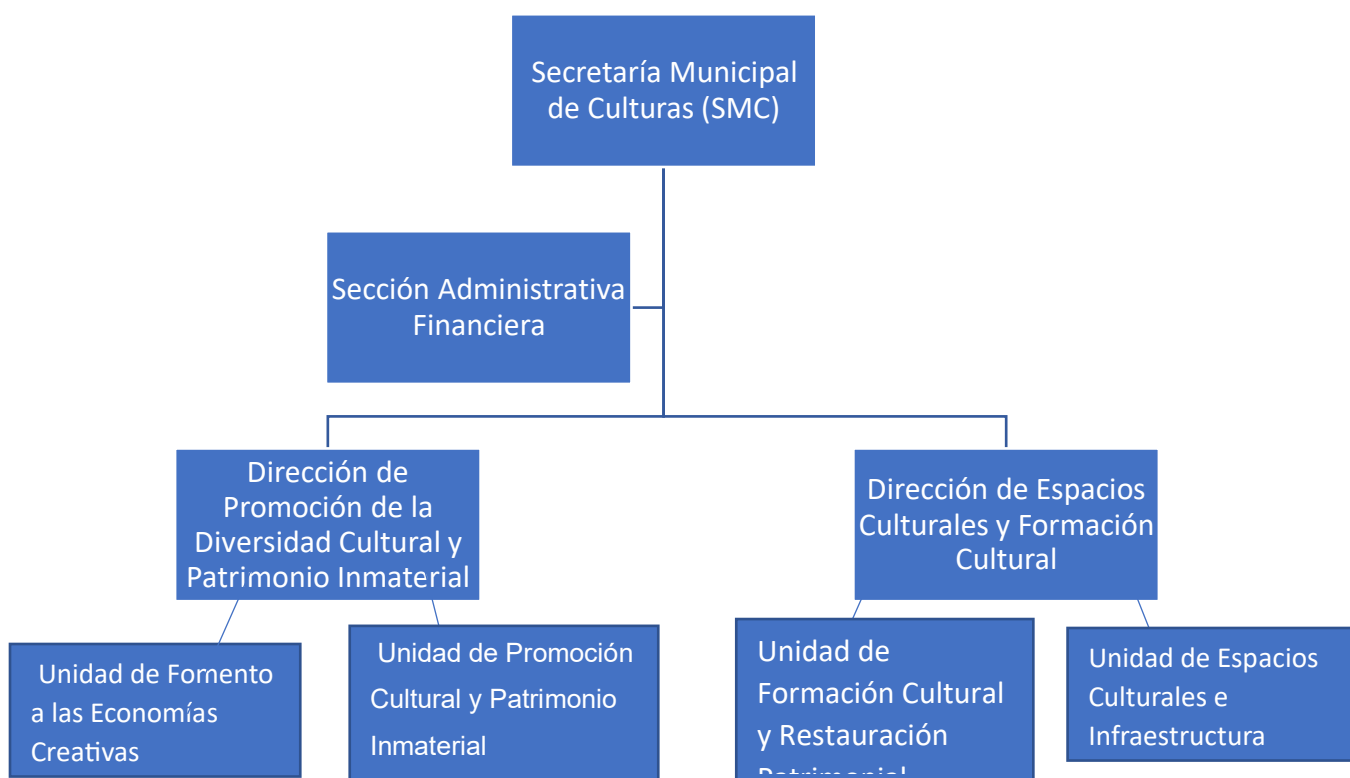 Secretaría Municipal
de Culturas (SMC)
Sección Administrativa
Financiera
Dirección de
Promoción de la
Diversidad Cultural y
Patrimonio Inmaterial
Dirección de Espacios
Culturales y Formación
Cultural
Unidad de Fomento
a las Economías
Creativas
Unidad de Promoción
Cultural y Patrimonio
Inmaterial
Unidad de
Formación Cultural
y Restauración
Patrimonial
Unidad de Espacios
Culturales e
Infraestructura